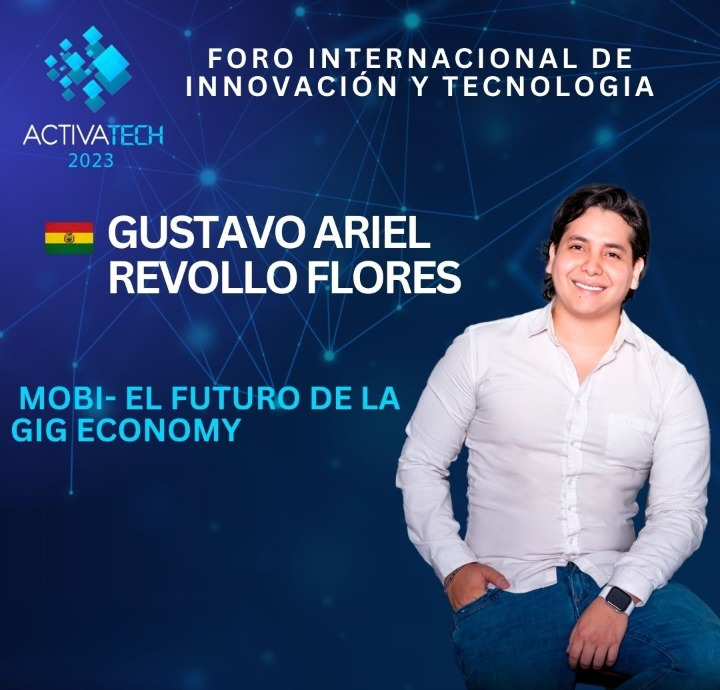 FORO INTERNACIONAL DE
INNOVACIÓN Y TECNOLOGIA
ACTIVATECH
2023
GUSTAVO ARIEL
REVOLLO FLORES
MOBI- EL FUTURO DE LA
GIG ECONOMY